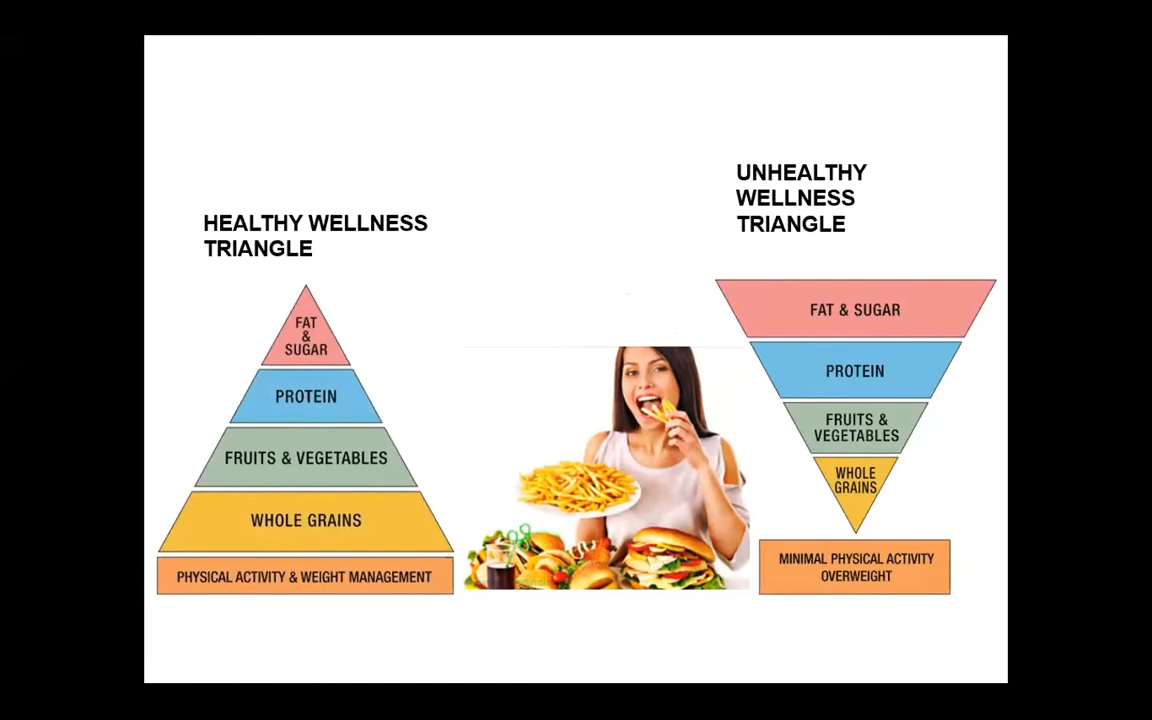 HEALTHY WELLNESS
TRIANGLE
FAT
&
SUGAR
PROTEIN
FRUITS & VEGETABLES
WHOLE GRAINS
PHYSICAL ACTIVITY & WEIGHT MANAGEMENT
UNHEALTHY
WELLNESS
TRIANGLE
FAT & SUGAR
PROTEIN
FRUITS &
VEGETABLES
WHOLE
GRAINS
MINIMAL PHYSICAL ACTIVITY
OVERWEIGHT